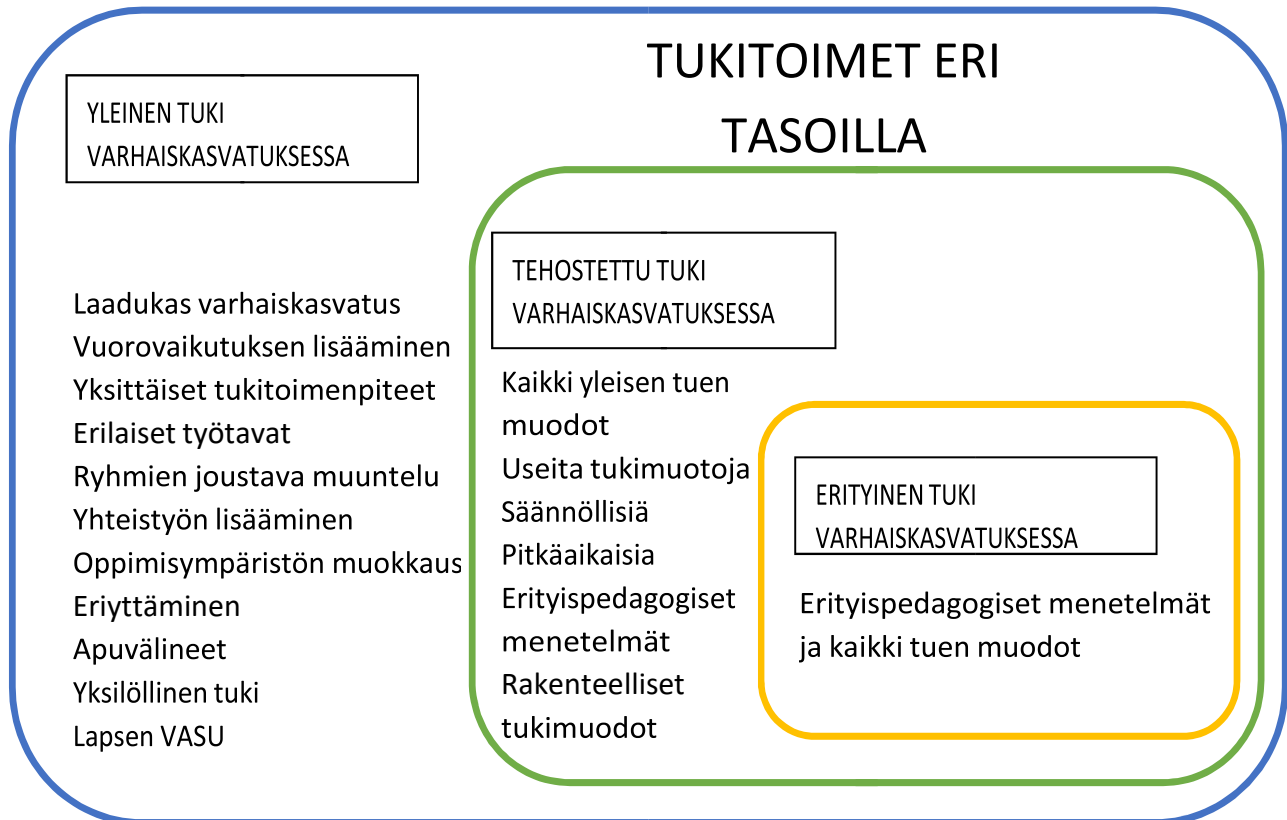 TUKITOIMET ERI
TASOILLA
YLEINEN TUKI
VARHAISKASVATUKSESSA
Laadukas varhaiskasvatus
Vuorovaikutuksen lisääminen
Yksittäiset tukitoimenpiteet
Erilaiset työtavat
Ryhmien joustava muuntelu
Yhteistyön lisääminen
Oppimisympäristön muokkaus
Eriyttäminen
Apuvälineet
Yksilöllinen tuki
Lapsen VASU
TEHOSTETTU TUKI
VARHAISKASVATUKSESSA
Kaikki yleisen tuen
muodot
Useita tukimuotoja
Säännöllisiä
Pitkäaikaisia
Erityispedagogiset
menetelmät
Rakenteelliset
tukimuodot
ERITYINEN TUKI
VARHAISKASVATUKSESSA
Erityispedagogiset menetelmät
ja kaikki tuen muodot